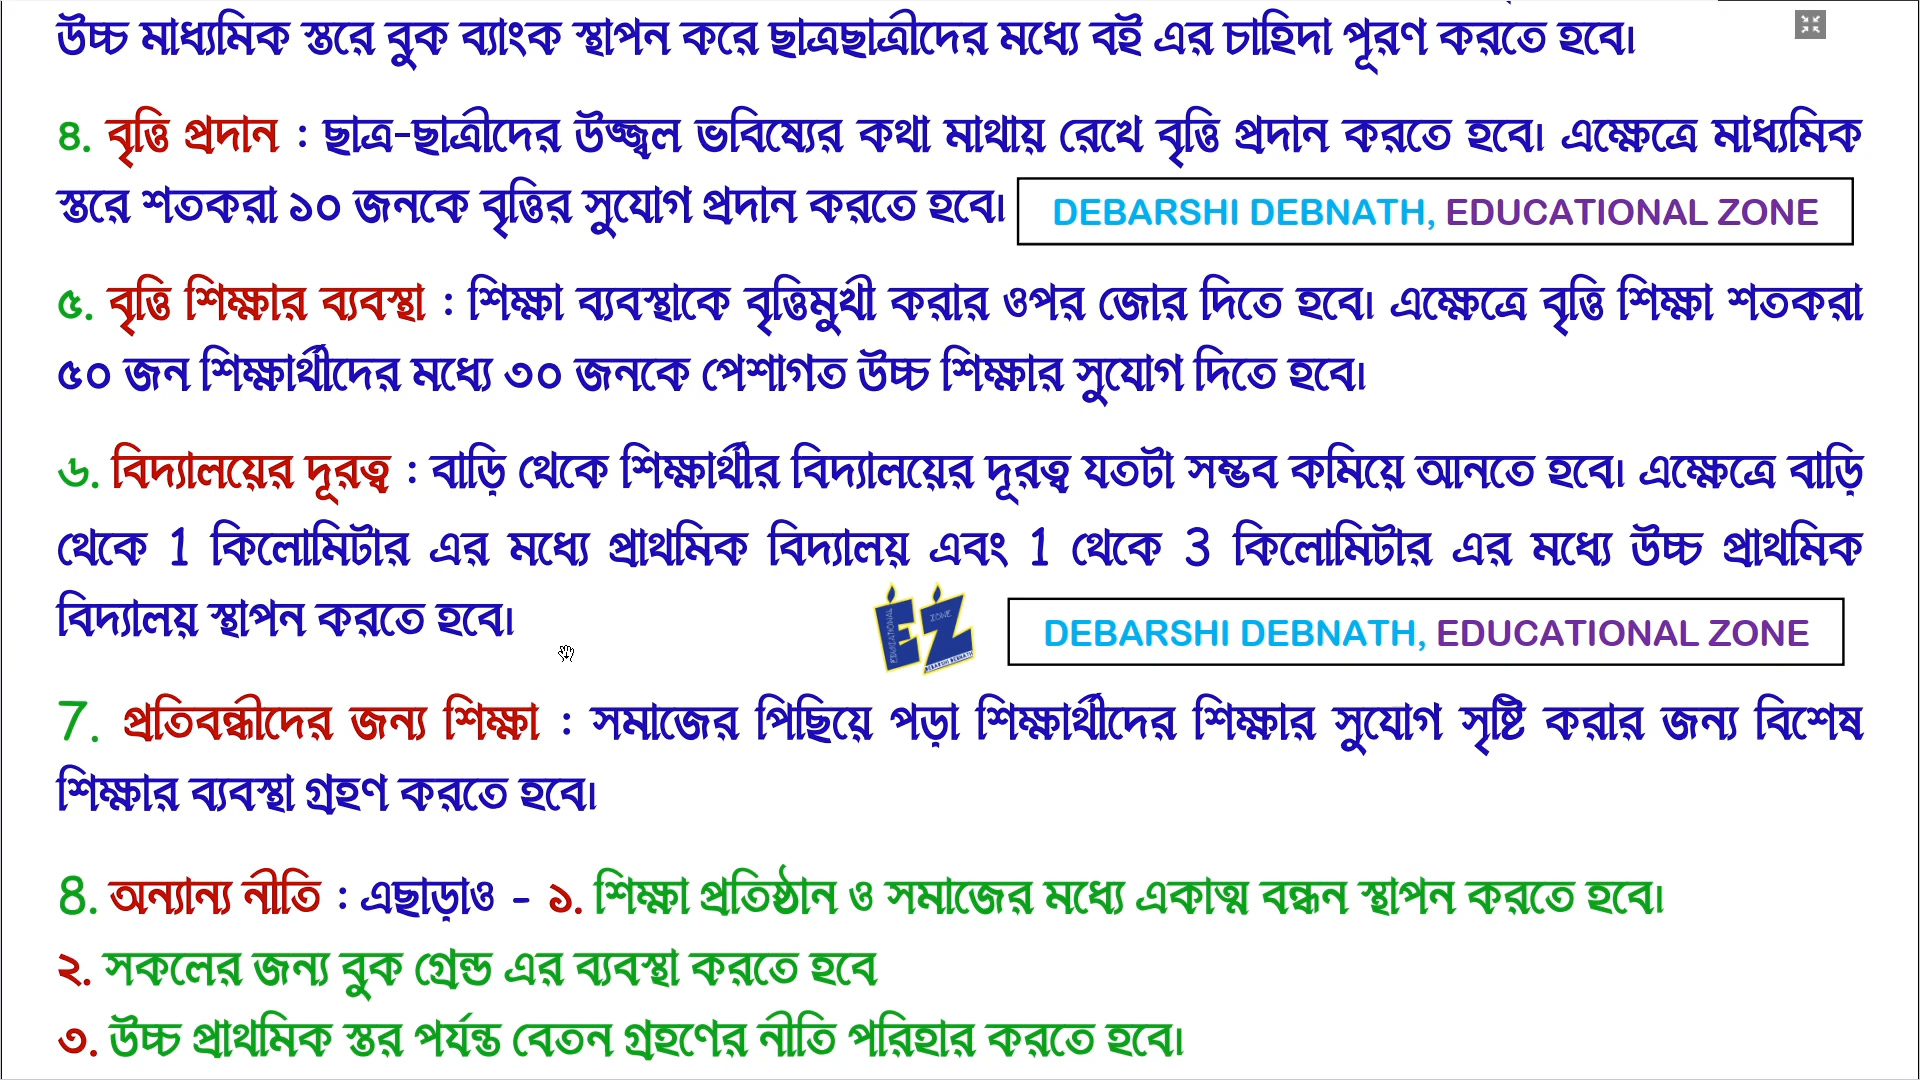 উচ্চ মাধ্যমিক স্তরে বুক ব্যাংক স্থাপন করে ছাত্রছাত্রীদের মধ্যে বই এর চাহিদা পূরণ করতে হবে।
৪. বৃত্তি প্রদান : ছাত্র-ছাত্রীদের উজ্জ্বল ভবিষ্যের কথা মাথায় রেখে বৃত্তি প্রদান করতে হবে। এক্ষেত্রে মাধ্যমিক
স্তরে শতকরা ১০ জনকে বৃত্তির সুযোগ প্রদান করতে হবে।
DEBARSHI DEBNATH, EDUCATIONAL ZONE
৫. বৃত্তি শিক্ষার ব্যবস্থা : শিক্ষা ব্যবস্থাকে বৃত্তিমুখী করার ওপর জোর দিতে হবে। এক্ষেত্রে বৃত্তি শিক্ষা শতকরা
৫০ জন শিক্ষার্থীদের মধ্যে ৩০ জনকে পেশাগত উচ্চ শিক্ষার সুযোগ দিতে হবে।
৬. বিদ্যালয়ের দূরত্ব : বাড়ি থেকে শিক্ষার্থীর বিদ্যালয়ের দূরত্ব যতটা সম্ভব কমিয়ে আনতে হবে। এক্ষেত্রে বাড়ি
থেকে 1 কিলোমিটার এর মধ্যে প্রাথমিক বিদ্যালয় এবং 1 থেকে 3 কিলোমিটার এর মধ্যে উচ্চ প্রাথমিক
বিদ্যালয় স্থাপন করতে হবে।
EDUCATIONAL EZ ZONE
DEBARSHI DEBNATH
DEBARSHI DEBNATH, EDUCATIONAL ZONE
7. প্রতিবন্ধীদের জন্য শিক্ষা : সমাজের পিছিয়ে পড়া শিক্ষার্থীদের শিক্ষার সুযোগ সৃষ্টি করার জন্য বিশেষ
শিক্ষার ব্যবস্থা গ্রহণ করতে হবে।
8. অন্যান্য নীতি : এছাড়াও - ১. শিক্ষা প্রতিষ্ঠান ও সমাজের মধ্যে একাত্ম বন্ধন স্থাপন করতে হবে।
২. সকলের জন্য বুক গ্রেন্ড এর ব্যবস্থা করতে হবে
৩. উচ্চ প্রাথমিক স্তর পর্যন্ত বেতন গ্রহণের নীতি পরিহার করতে হবে।